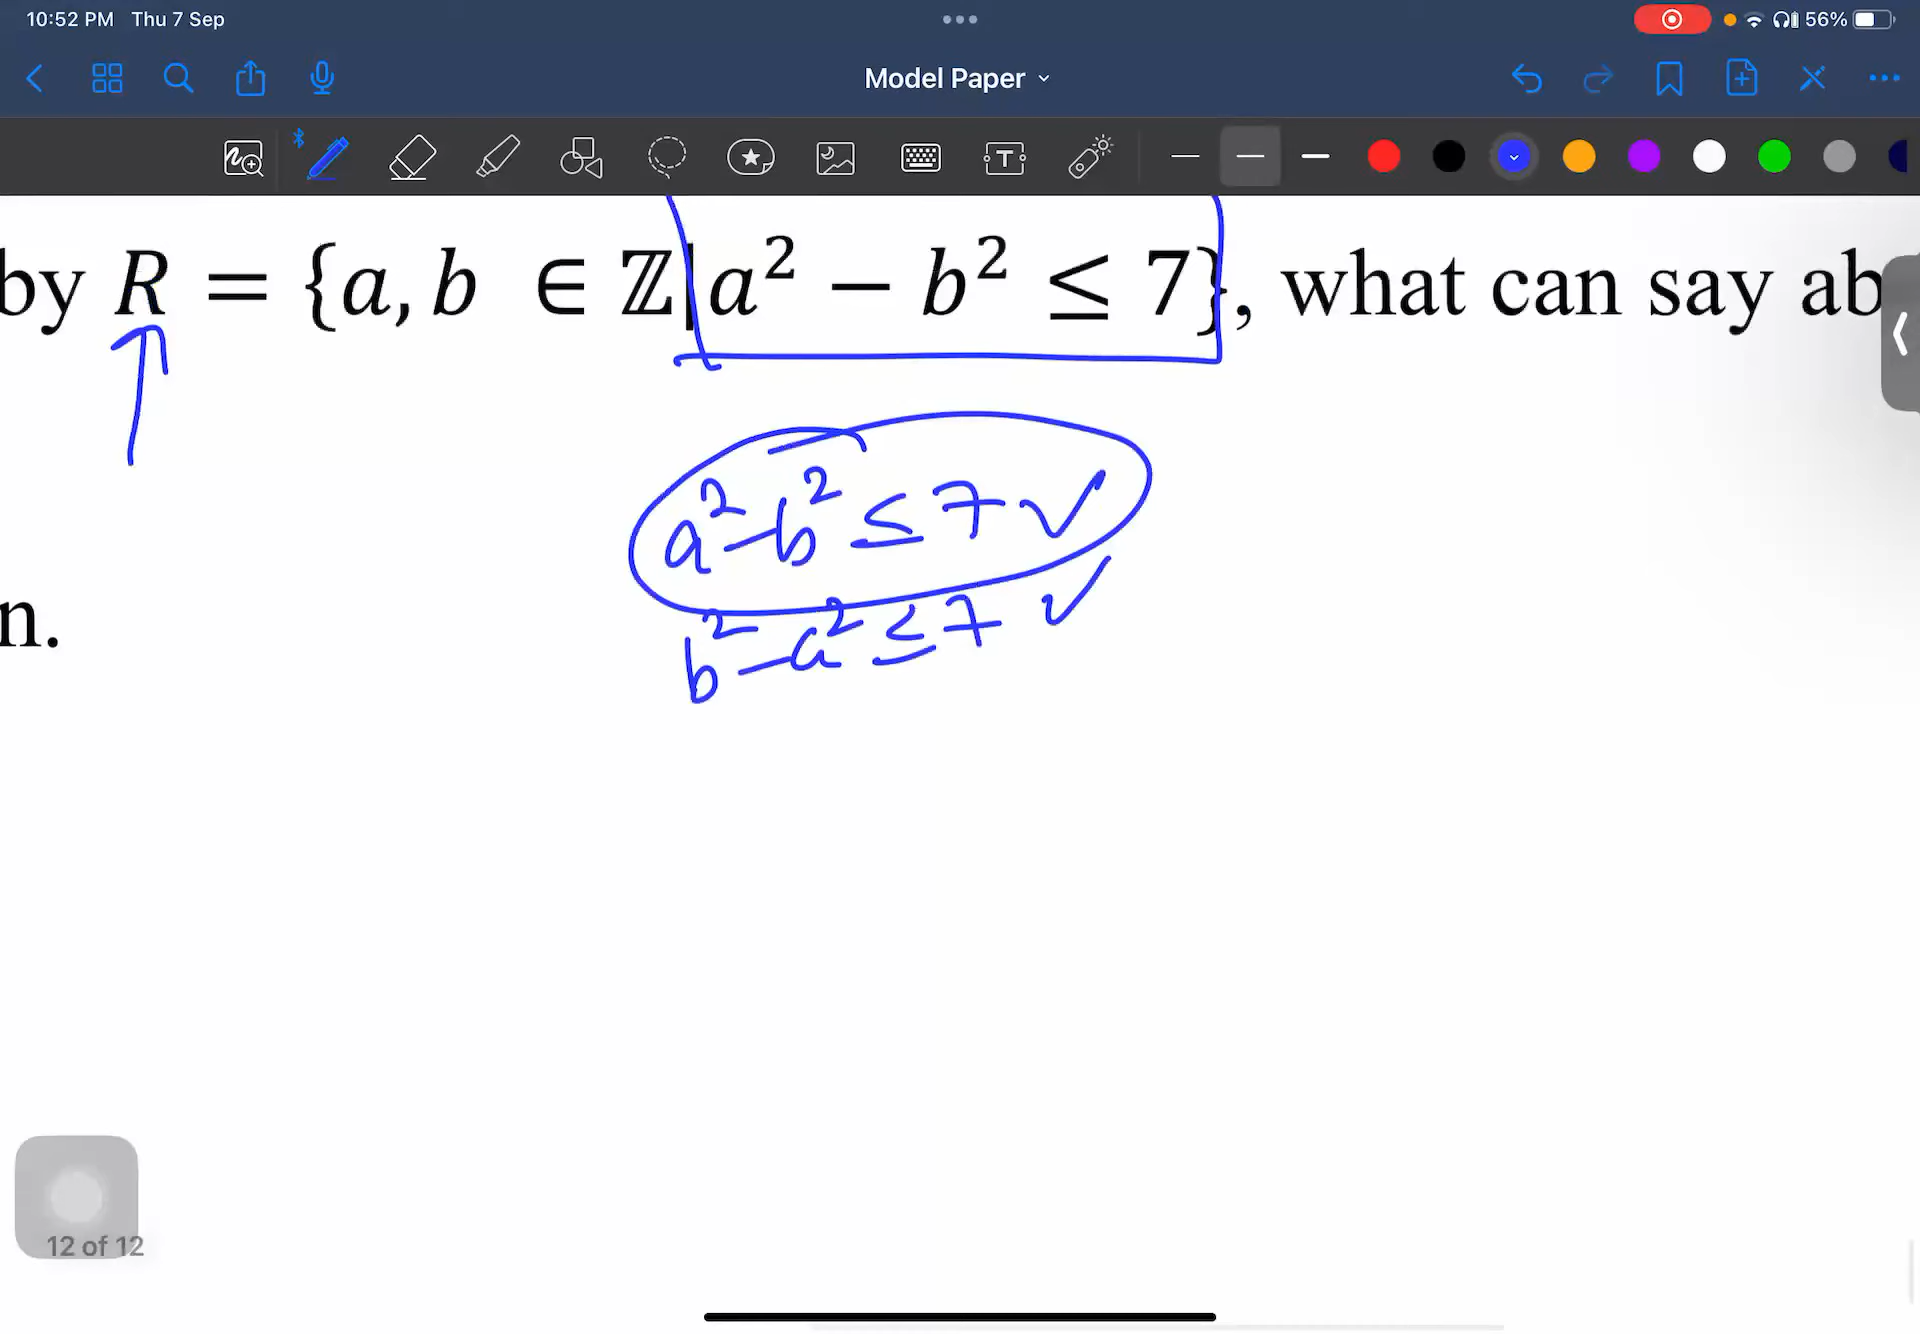 10:52 PM Thu 7 Sep
56%
Model Paper
T
by R = {a, b ∈ ℤ|a² − b² ≤ 7}, what can say ab
a² − b² ≤ 7 ✓
n.
b² − a² ≤ 7 ✓
12 of 12